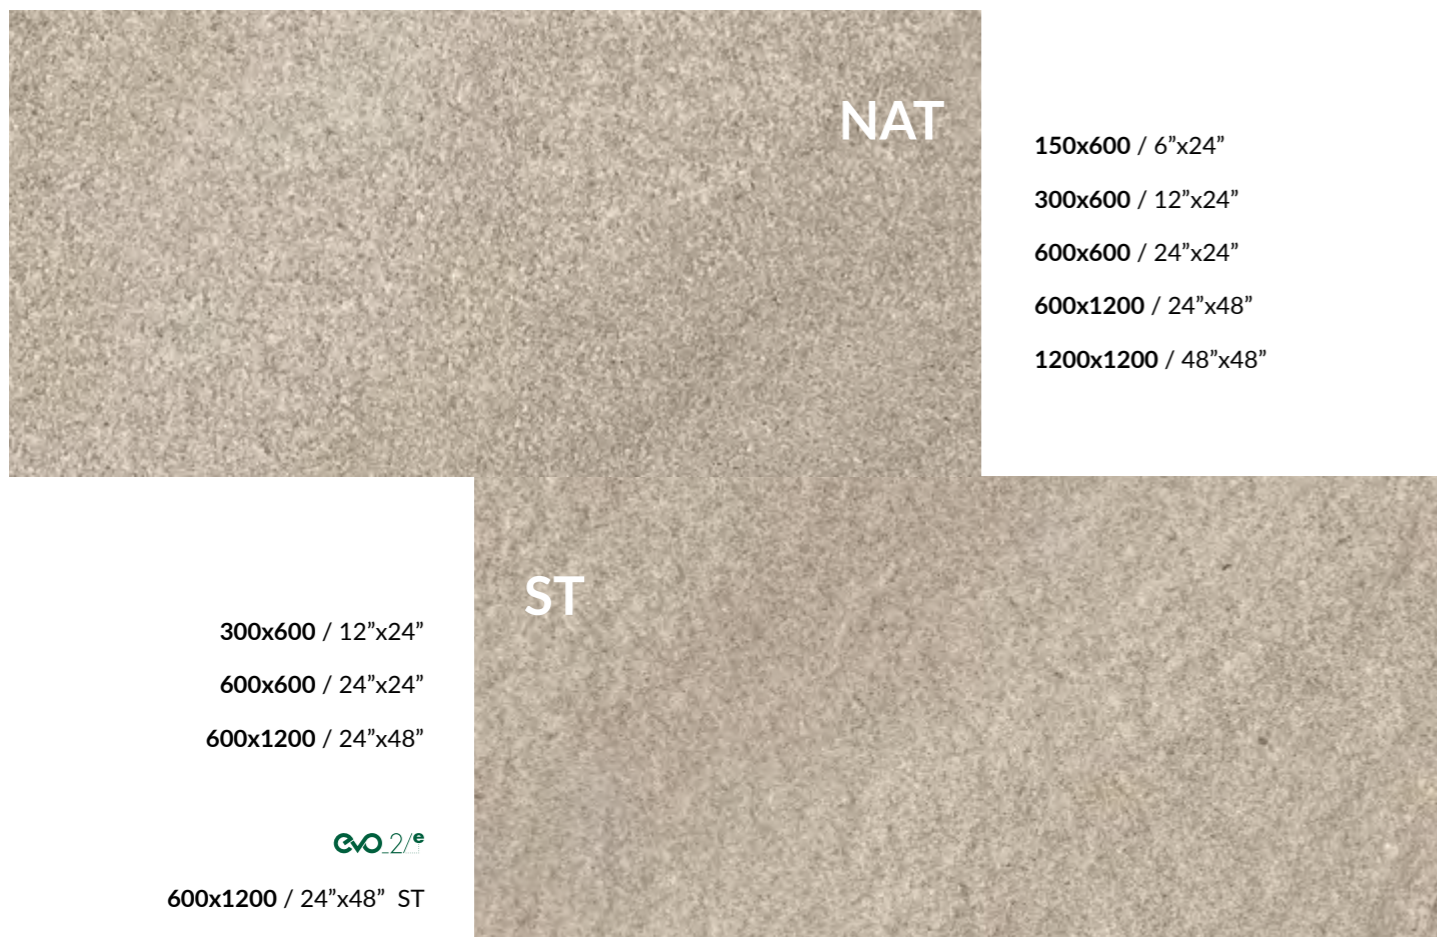 NAT
150x600 / 6”x24”
300x600 / 12”x24”
600x600 / 24”x24”
600x1200 / 24”x48”
1200x1200 / 48”x48”
ST
300x600 / 12”x24”
600x600 / 24”x24”
600x1200 / 24”x48”
evo_2/e
600x1200 / 24”x48” ST